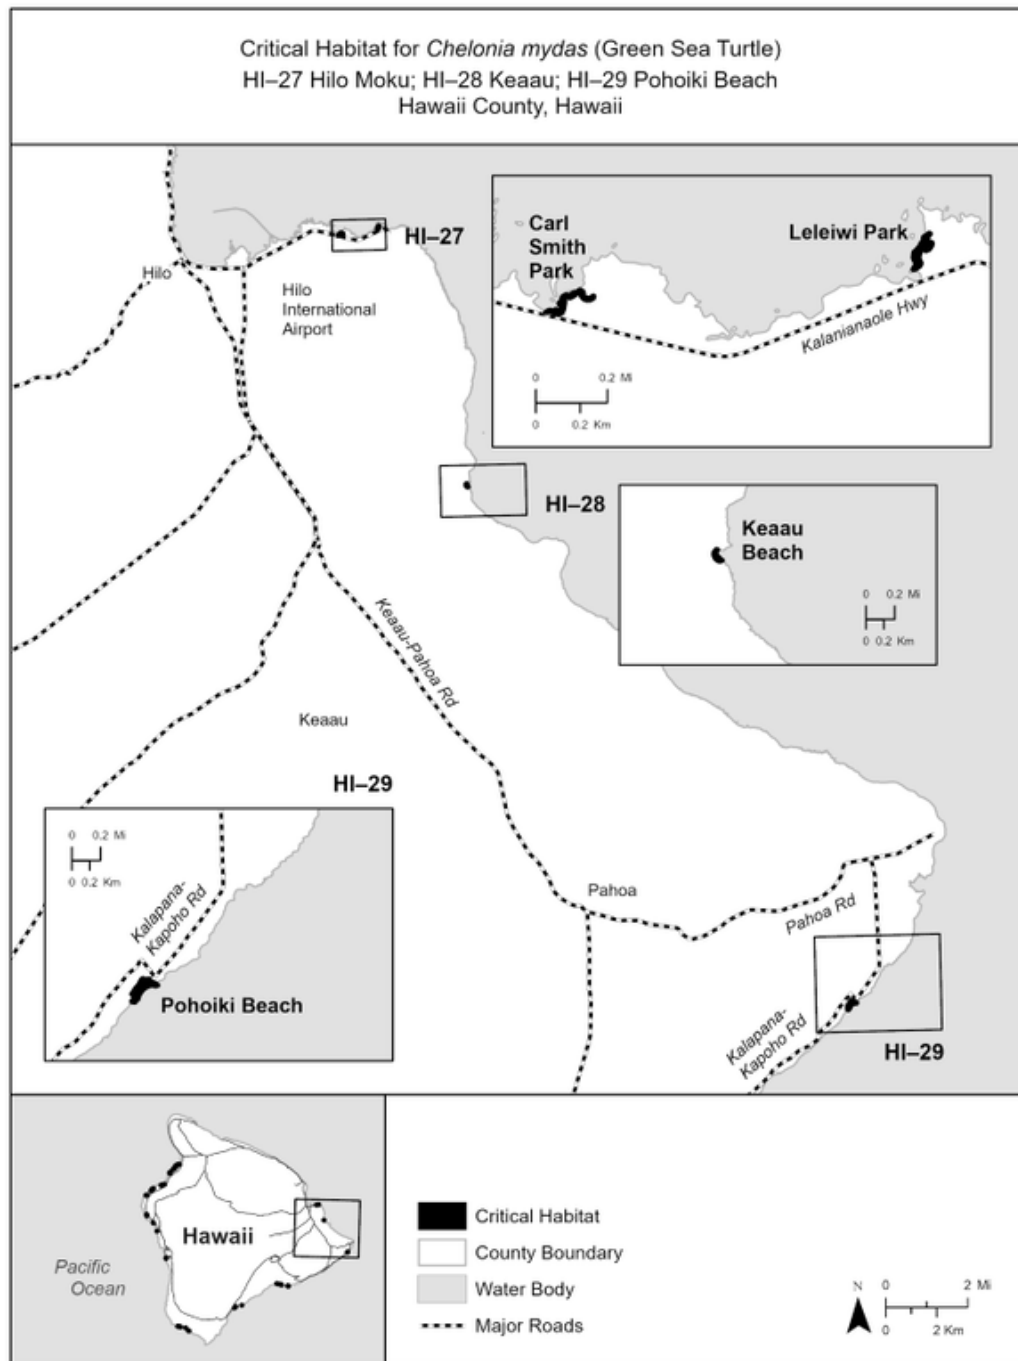 Critical Habitat for Chelonia mydas (Green Sea Turtle)
HI–27 Hilo Moku; HI–28 Keaau; HI–29 Pohoiki Beach
Hawaii County, Hawaii
HI–27
Hilo
Hilo
International
Airport
Carl
Smith
Park
Leleiwi Park
Kalanianaole Hwy
0 0.2 Mi
0 0.2 Km
HI–28
Keaau
Beach
0 0.2 Mi
0 0.2 Km
Keaau-Pahoa Rd
Keaau
HI–29
0 0.2 Mi
0 0.2 Km
Kalapana-
Kapoho Rd
Pohoiki Beach
Pahoa
Pahoa Rd
Kalapana-
Kapoho Rd
HI–29
Hawaii
Pacific
Ocean
Critical Habitat
County Boundary
Water Body
Major Roads
N
0 2 Mi
0 2 Km